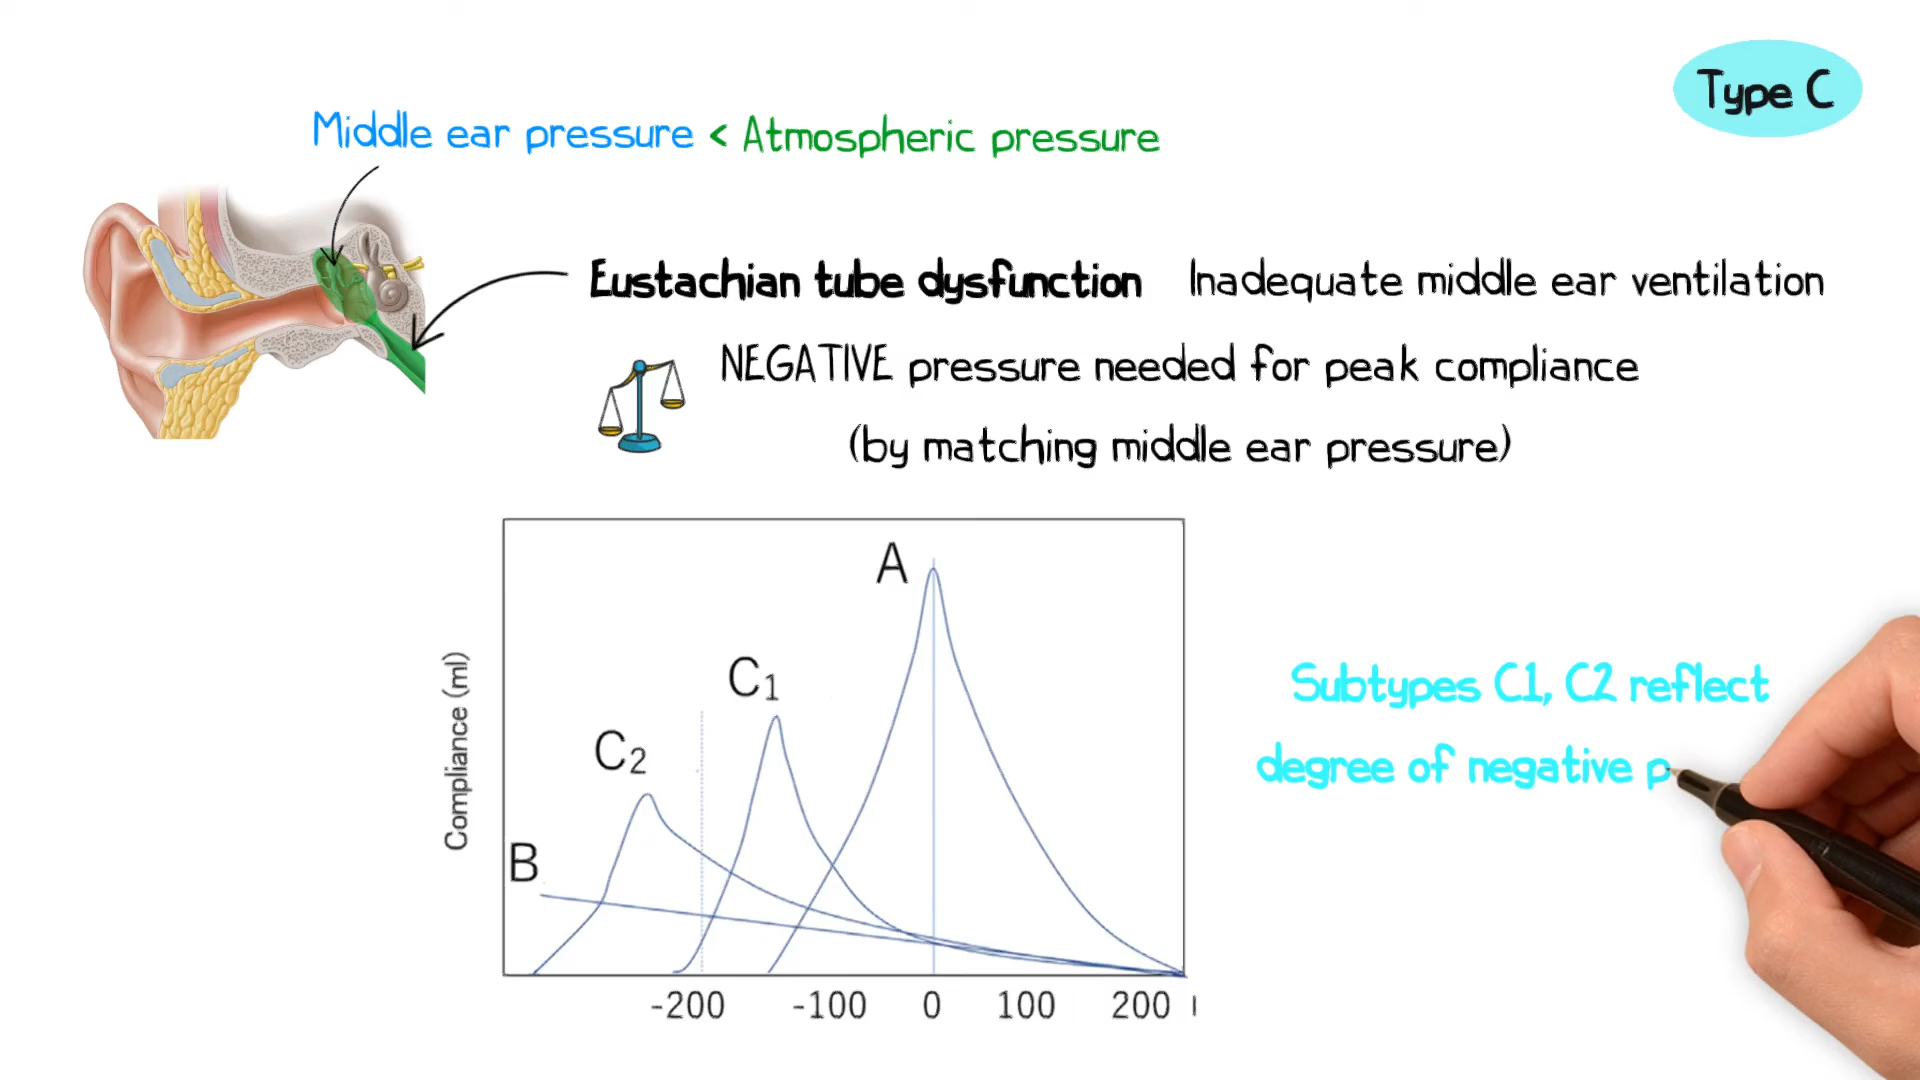 Type C
Middle ear pressure < Atmospheric pressure
Eustachian tube dysfunction Inadequate middle ear ventilation
NEGATIVE pressure needed for peak compliance
(by matching middle ear pressure)
A
C1
C2
B
Compliance (ml)
-200 -100 0 100 200
Subtypes C1, C2 reflect
degree of negative p